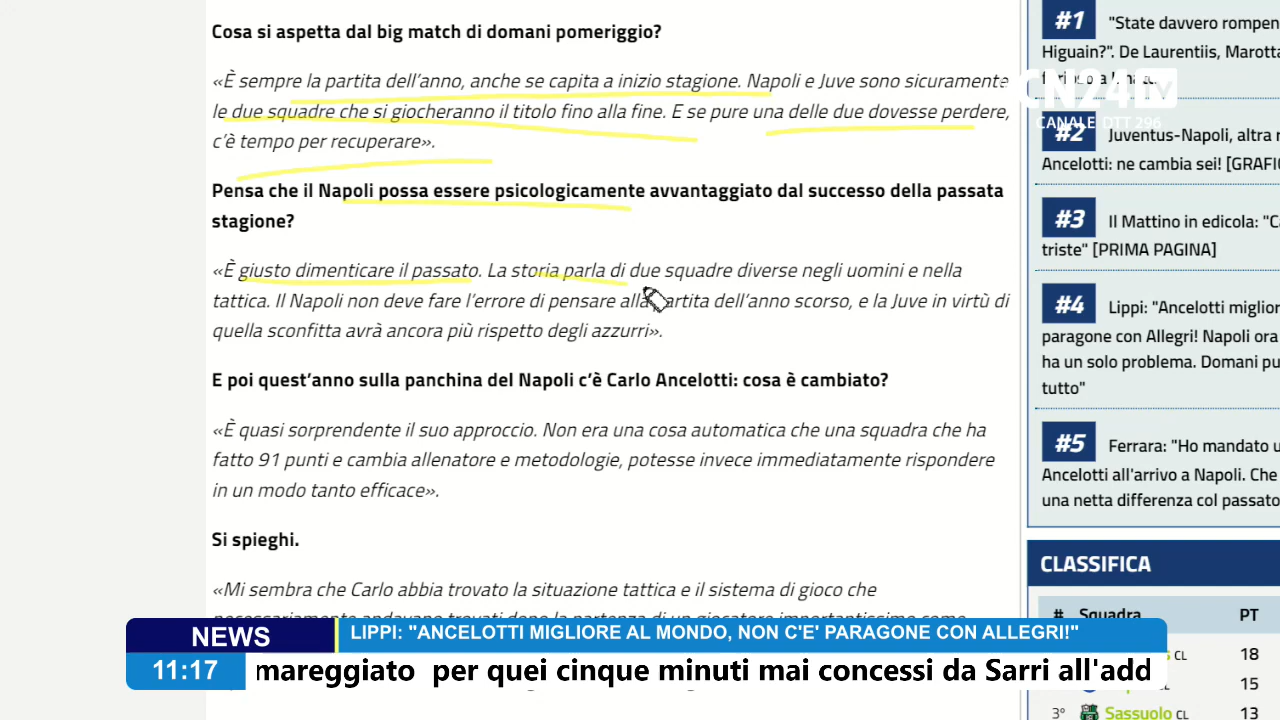 Cosa si aspetta dal big match di domani pomeriggio?
«È sempre la partita dell'anno, anche se capita a inizio stagione. Napoli e Juve sono sicuramente
le due squadre che si giocheranno il titolo fino alla fine. E se pure una delle due dovesse perdere,
c'è tempo per recuperare».
Pensa che il Napoli possa essere psicologicamente avvantaggiato dal successo della passata
stagione?
«È giusto dimenticare il passato. La storia parla di due squadre diverse negli uomini e nella
tattica. Il Napoli non deve fare l'errore di pensare alla partita dell'anno scorso, e la Juve in virtù di
quella sconfitta avrà ancora più rispetto degli azzurri».
E poi quest'anno sulla panchina del Napoli c'è Carlo Ancelotti: cosa è cambiato?
«È quasi sorprendente il suo approccio. Non era una cosa automatica che una squadra che ha
fatto 91 punti e cambia allenatore e metodologie, potesse invece immediatamente rispondere
in un modo tanto efficace».
Si spieghi.
«Mi sembra che Carlo abbia trovato la situazione tattica e il sistema di gioco che
#1 "State davvero rompen
Higuain?". De Laurentiis, Marotta
CN24 TV
CANALE DTT 296
#2 Juventus-Napoli, altra
Ancelotti: ne cambia sei! [GRAFI
#3 Il Mattino in edicola: "C
triste" [PRIMA PAGINA]
#4 Lippi: "Ancelotti miglior
paragone con Allegri! Napoli ora
ha un solo problema. Domani pu
tutto"
#5 Ferrara: "Ho mandato u
Ancelotti all'arrivo a Napoli. Che
una netta differenza col passato
CLASSIFICA
# Squadra PT
CL 18
CL 15
3° Sassuolo CL 13
NEWS
LIPPI: "ANCELOTTI MIGLIORE AL MONDO, NON C'E' PARAGONE CON ALLEGRI!"
11:17
mareggiato per quei cinque minuti mai concessi da Sarri all'add